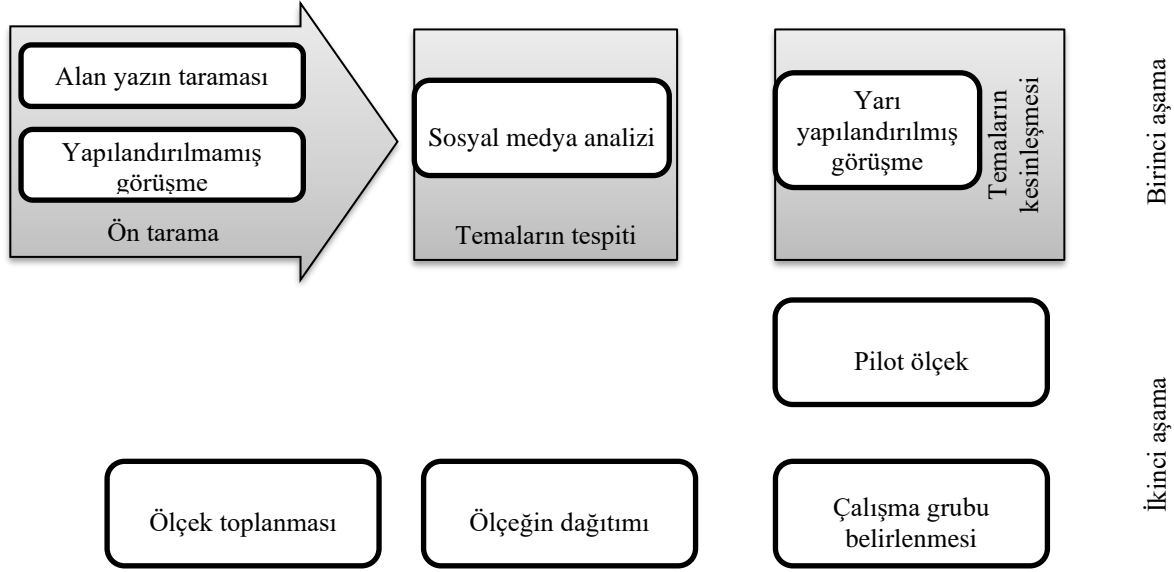 Alan yazın taraması
Yapılandırılmamış
görüşme
Ön tarama
Sosyal medya analizi
Temaların tespiti
Yarı
yapılandırılmış
görüşme
Temaların
kesinleşmesi
Birinci aşama
Pilot ölçek
İkinci aşama
Ölçek toplanması
Ölçeğin dağıtımı
Çalışma grubu
belirlenmesi